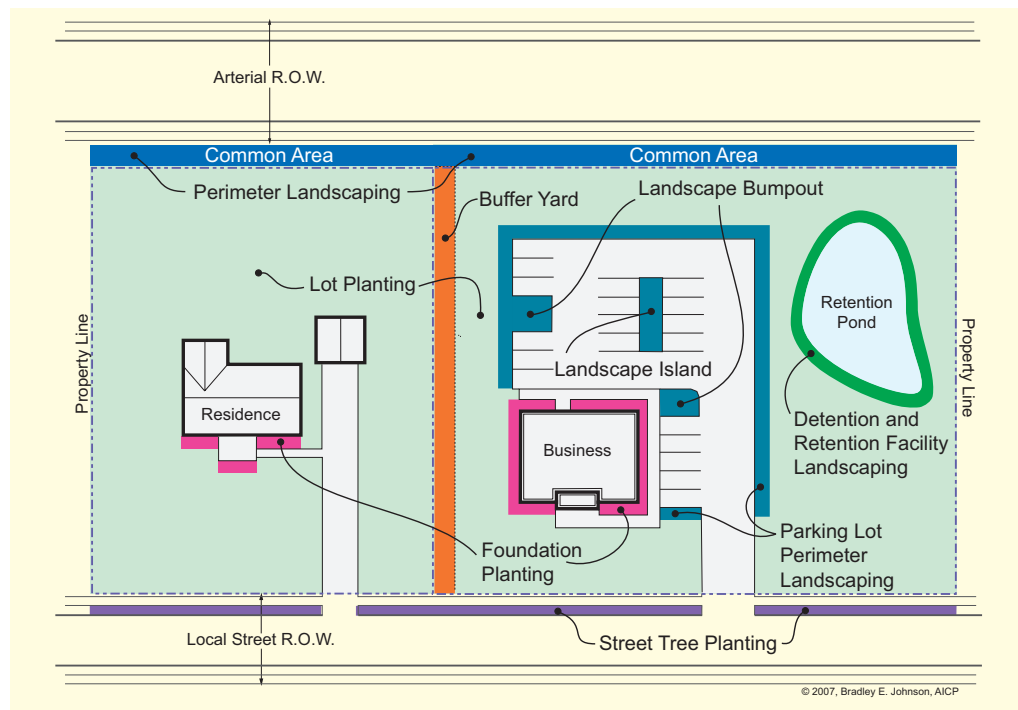 Arterial R.O.W.
Common Area
Common Area
Perimeter Landscaping
Landscape Bumpout
Buffer Yard
Lot Planting
Retention
Pond
Property Line
Property Line
Landscape Island
Residence
Detention and
Retention Facility
Landscaping
Business
Parking Lot
Perimeter
Landscaping
Foundation
Planting
Local Street R.O.W.
Street Tree Planting
© 2007, Bradley E. Johnson, AICP